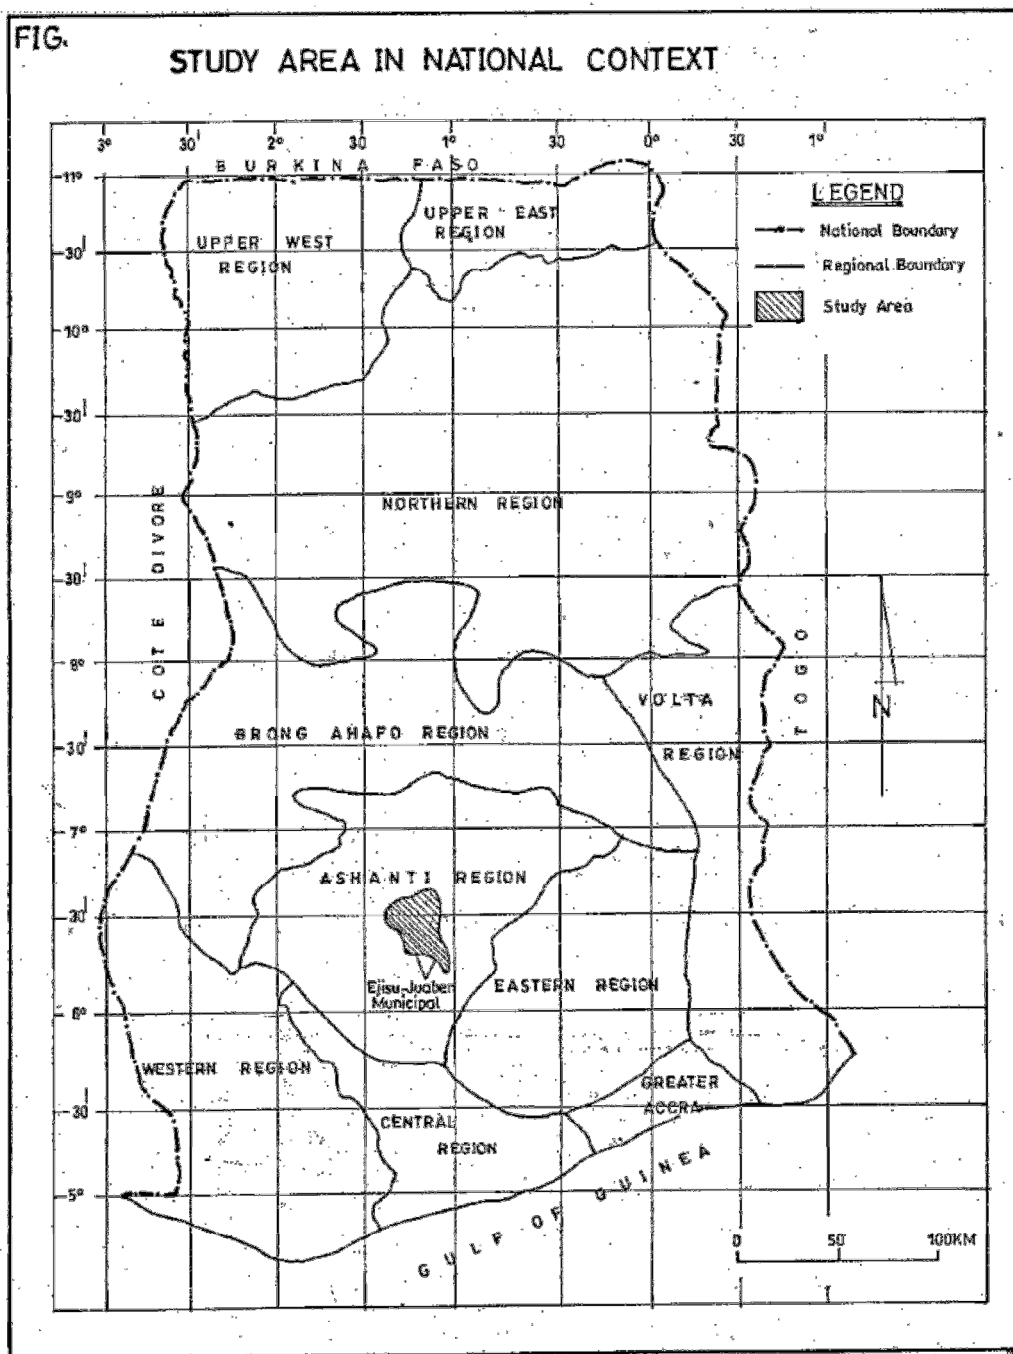 FIG.
STUDY AREA IN NATIONAL CONTEXT
3° 30' 2° 30 1° 30 0° 30 1°
BURKINA FASO
11°
LEGEND
National Boundary
Regional Boundary
Study Area
UPPER EAST
REGION
UPPER WEST
REGION
30'
10°
30'
9°
NORTHERN REGION
COTE DIVORE
30'
8°
TOGO
N
VOLTA
REGION
BRONG AHAFO REGION
30'
7°
ASHANTI REGION
30'
Ejisu-Juaben
Municipal
EASTERN REGION
6°
WESTERN REGION
GREATER
ACCRA
30'
CENTRAL
REGION
5°
GULF OF GUINEA
0 50 100KM